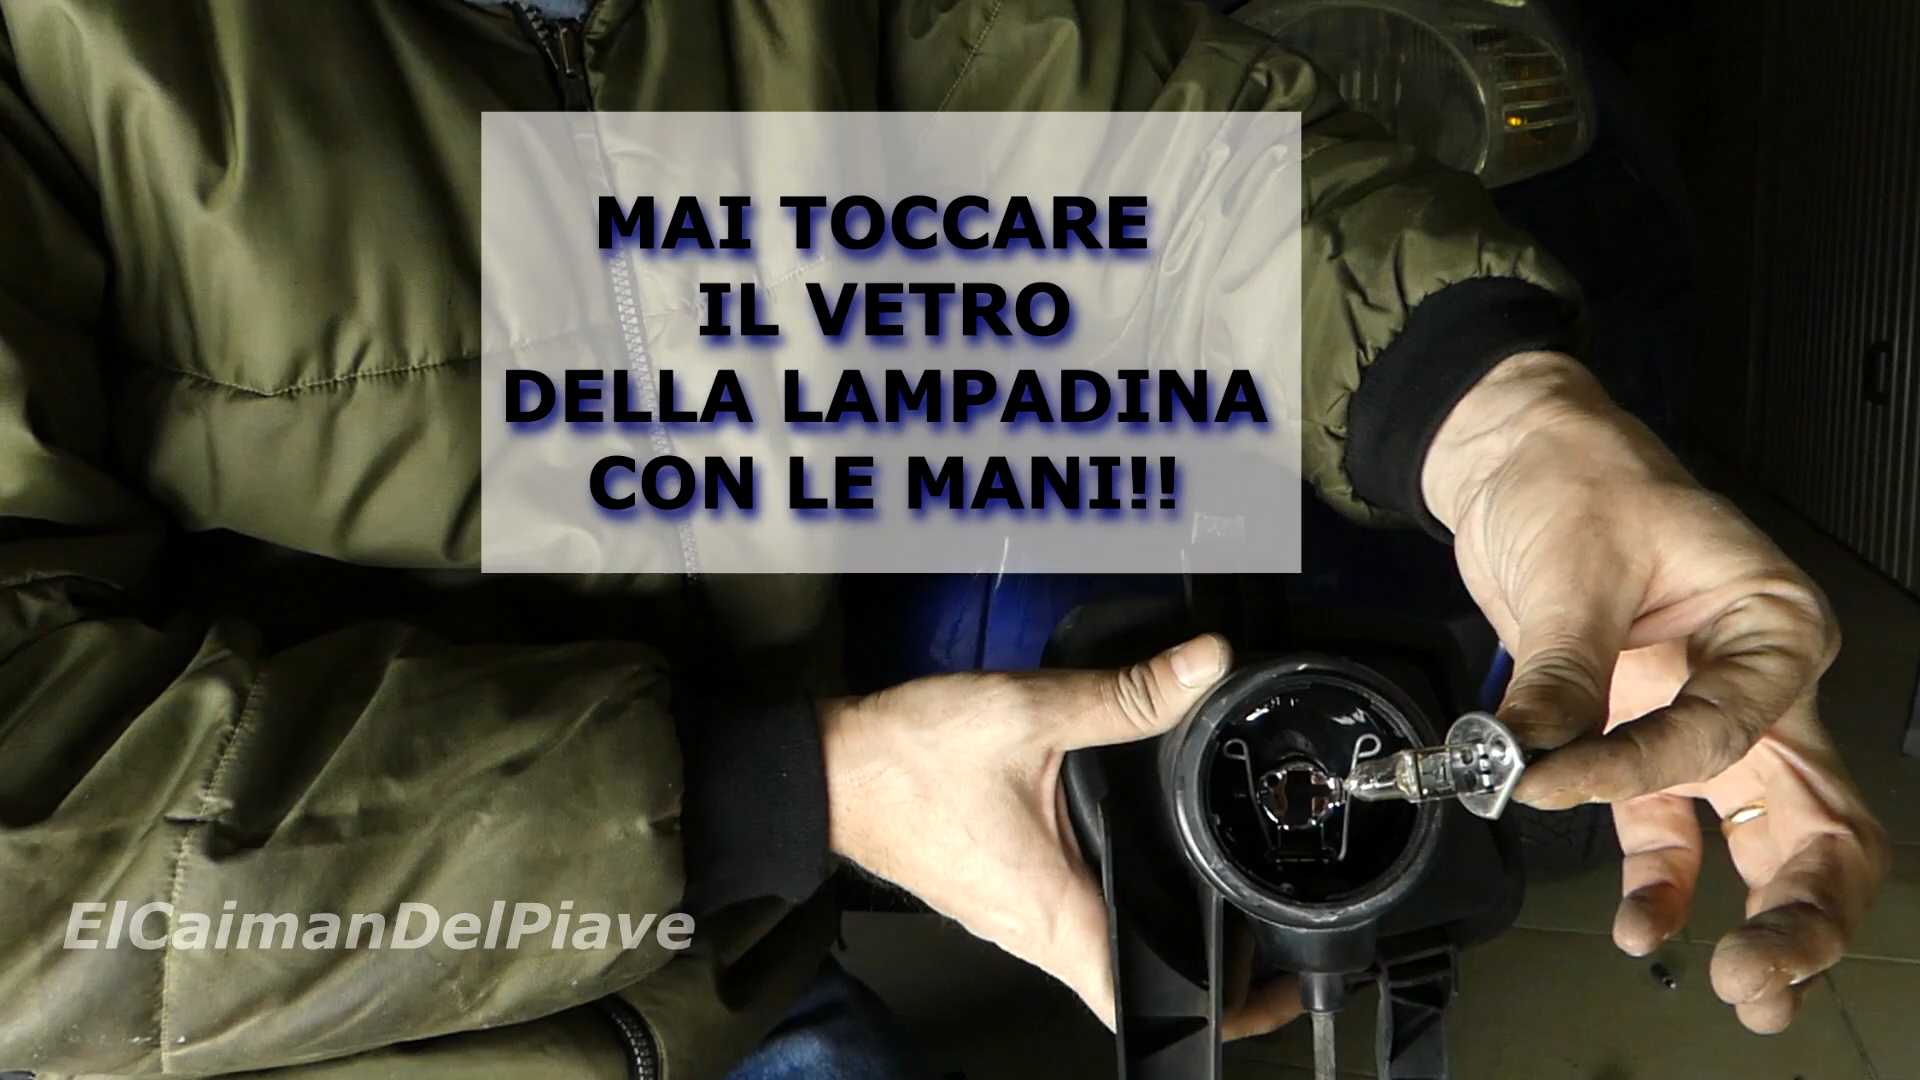 MAI TOCCARE
IL VETRO
DELLA LAMPADINA
CON LE MANI!!
ElCaimanDelPiave